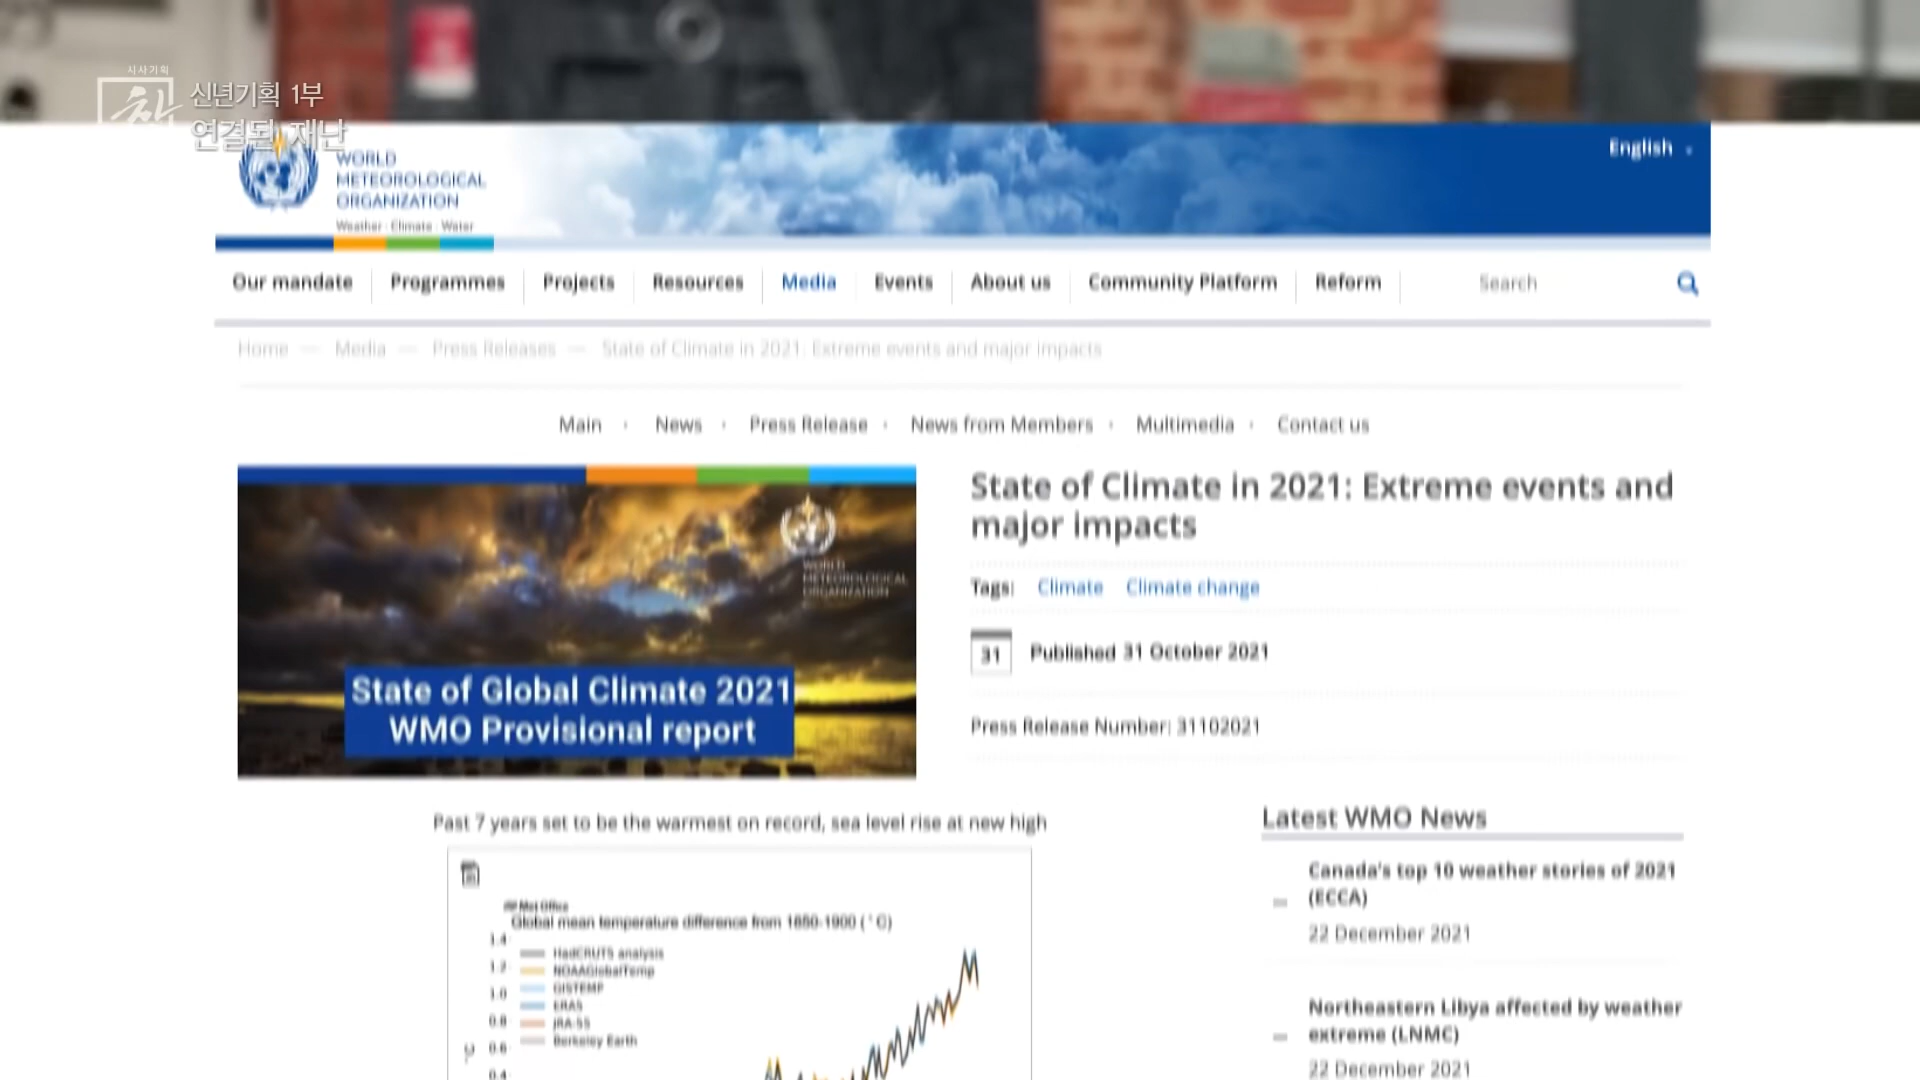 시사기획
창
신년기획 1부
연결된 재난
WORLD
METEOROLOGICAL
ORGANIZATION
Weather · Climate · Water
English
Our mandate
Programmes
Projects
Resources
Media
Events
About us
Community Platform
Reform
Search
Home — Media — Press Releases — State of Climate in 2021: Extreme events and major impacts
Main · News · Press Release · News from Members · Multimedia · Contact us
WORLD
METEOROLOGICAL
ORGANIZATION
State of Global Climate 2021
WMO Provisional report
State of Climate in 2021: Extreme events and
major impacts
Tags: Climate Climate change
31 Published 31 October 2021
Press Release Number: 31102021
Past 7 years set to be the warmest on record, sea level rise at new high
Met Office
Global mean temperature difference from 1850-1900 (°C)
1.4
1.2
1.0
0.8
0.6
0.4
°C
HadCRUT5 analysis
NOAAGlobalTemp
GISTEMP
ERA5
JRA-55
Berkeley Earth
Latest WMO News
Canada's top 10 weather stories of 2021
(ECCA)
22 December 2021
Northeastern Libya affected by weather
extreme (LNMC)
22 December 2021